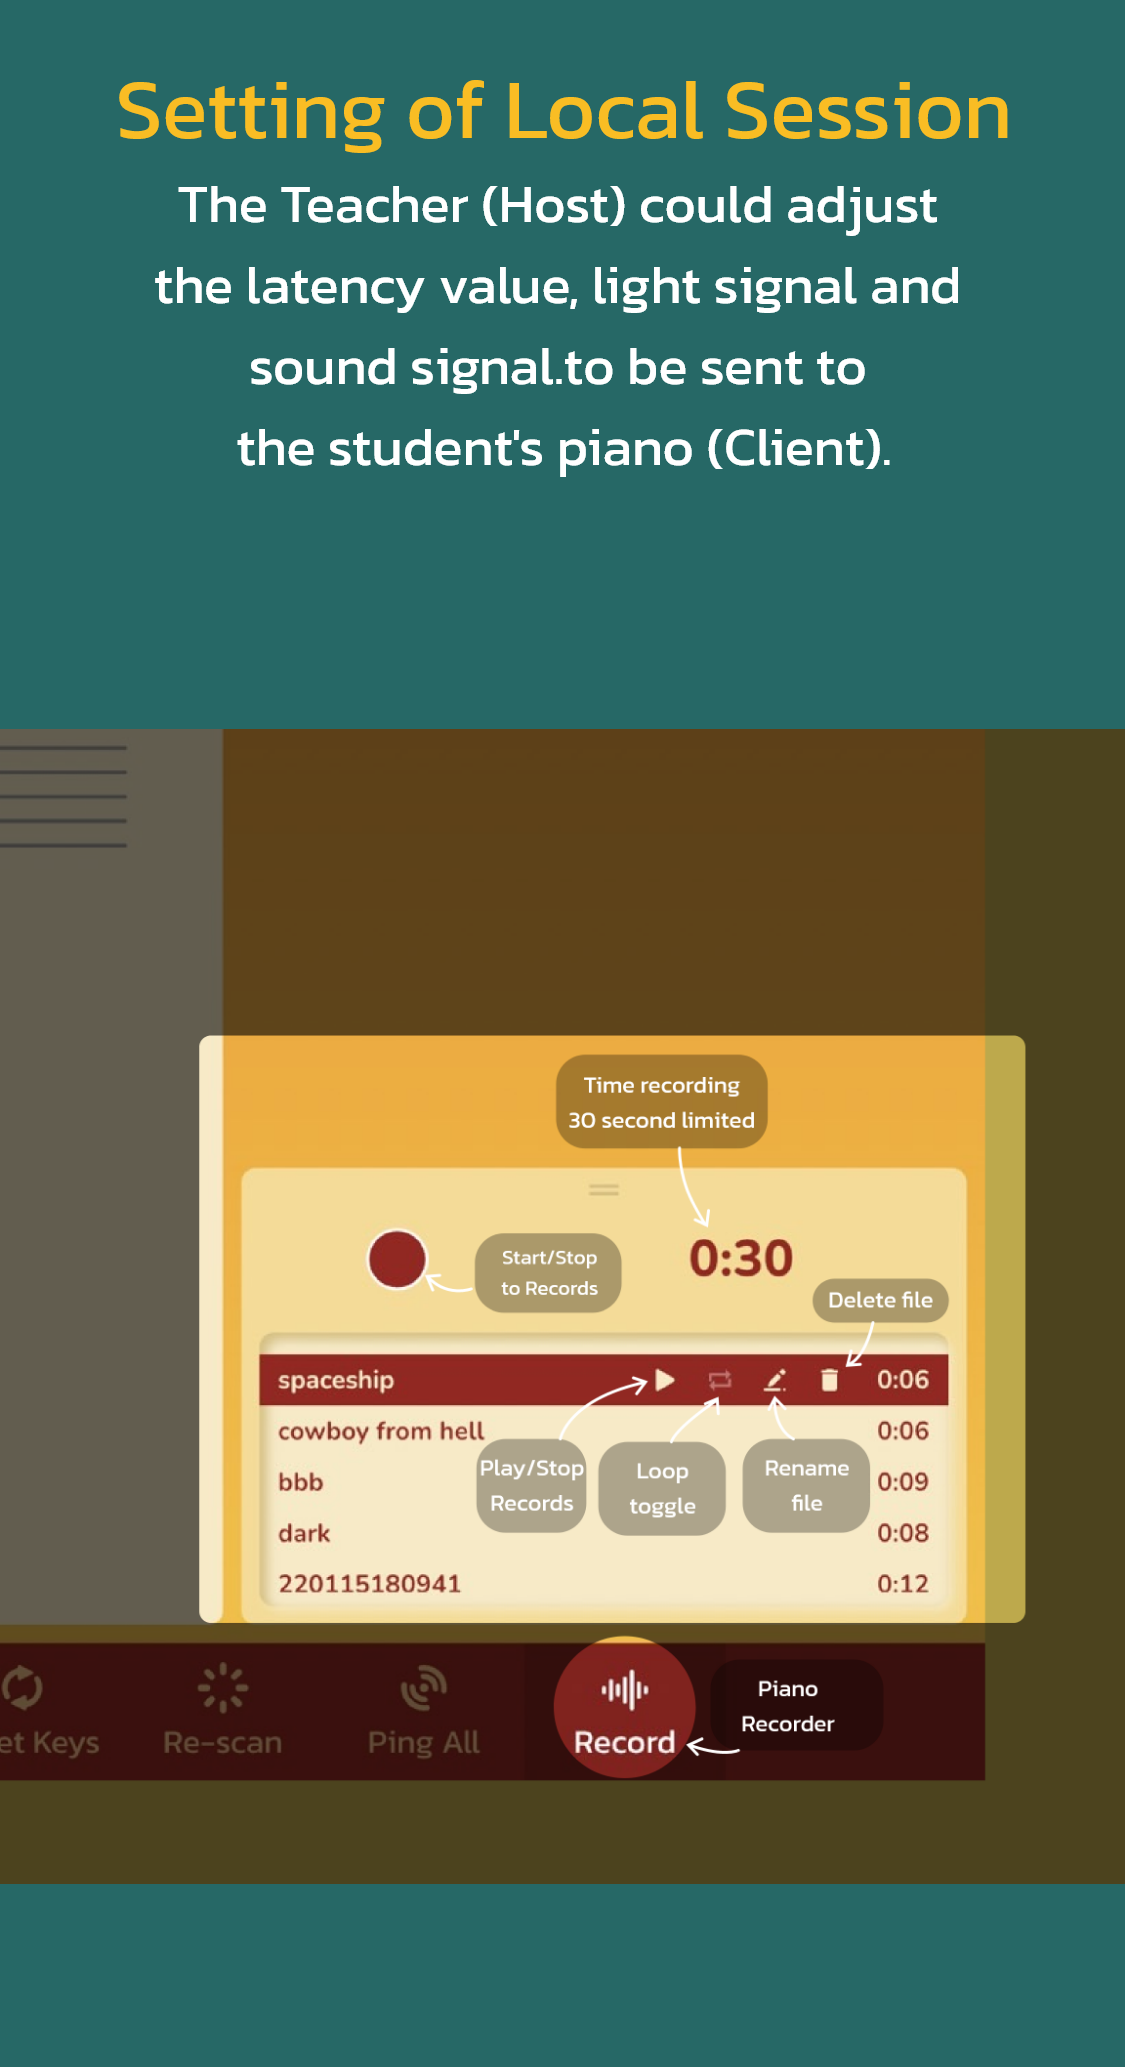 Setting of Local Session
The Teacher (Host) could adjust
the latency value, light signal and
sound signal.to be sent to
the student's piano (Client).
Time recording
30 second limited
Start/Stop
to Records
0:30
Delete file
spaceship 0:06
cowboy from hell 0:06
Play/Stop
Records
Loop
toggle
Rename
file
bbb 0:09
dark 0:08
220115180941 0:12
et Keys
Re-scan
Ping All
Record
Piano
Recorder